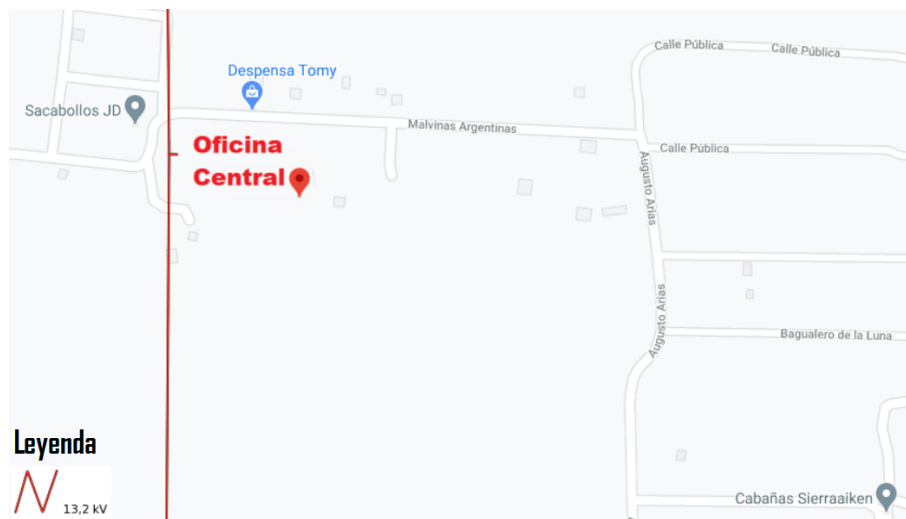 Calle Pública
Calle Pública
Despensa Tomy
Sacabollos JD
Malvinas Argentinas
Oficina
Central
Calle Pública
Augusto Arias
Augusto Arias
Bagualero de la Luna
Leyenda
13,2 kV
Cabañas Sierraaiken